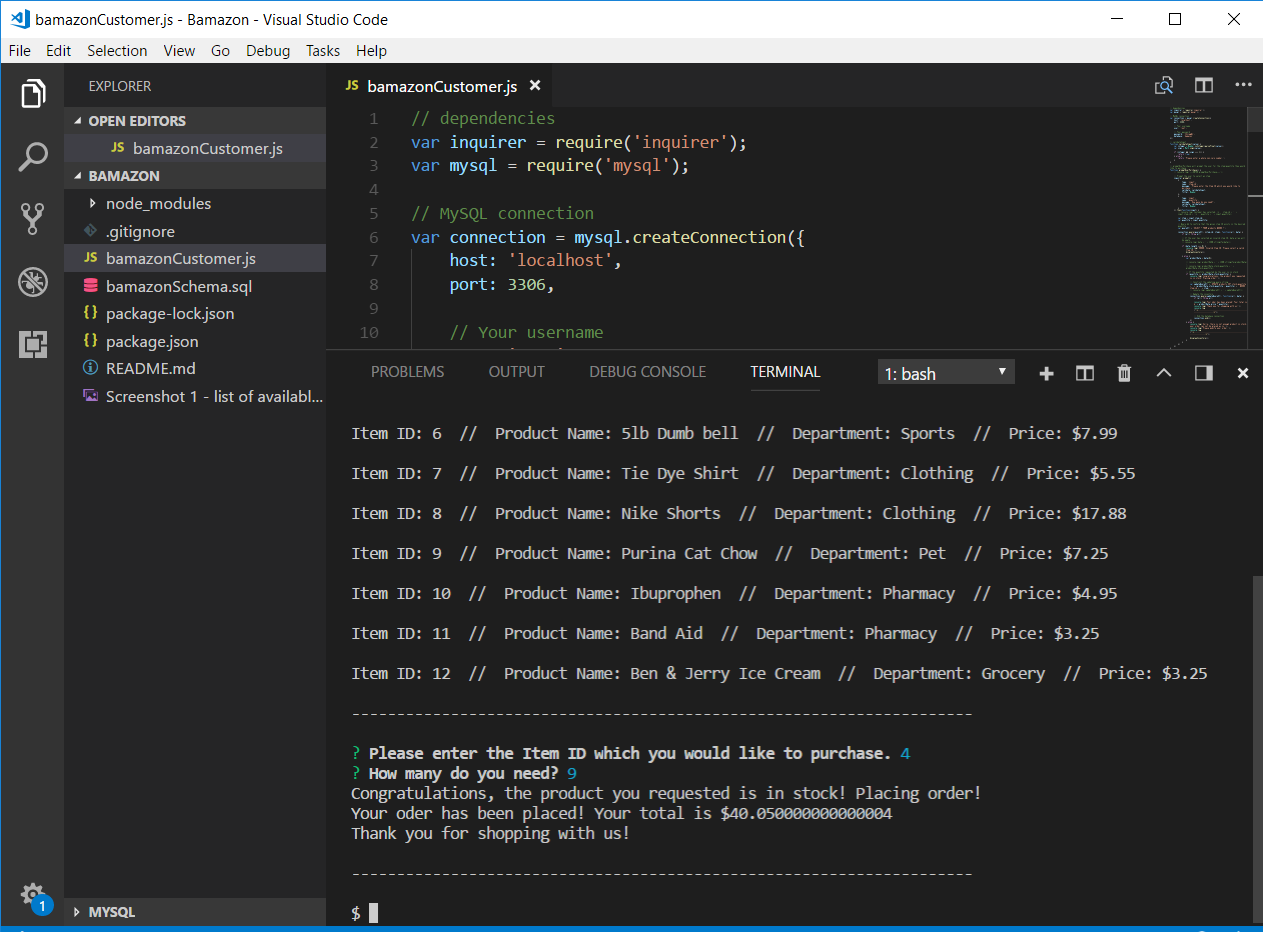 bamazonCustomer.js - Bamazon - Visual Studio Code
File Edit Selection View Go Debug Tasks Help
EXPLORER
OPEN EDITORS
JS bamazonCustomer.js
BAMAZON
node_modules
.gitignore
JS bamazonCustomer.js
bamazonSchema.sql
{} package-lock.json
{} package.json
README.md
Screenshot 1 - list of availabl...
MYSQL
1
JS bamazonCustomer.js
1 // dependencies
2 var inquirer = require('inquirer');
3 var mysql = require('mysql');
4
5 // MySQL connection
6 var connection = mysql.createConnection({
7 host: 'localhost',
8 port: 3306,
9
10 // Your username
PROBLEMS OUTPUT DEBUG CONSOLE TERMINAL 1: bash
Item ID: 6 // Product Name: 5lb Dumb bell // Department: Sports // Price: $7.99
Item ID: 7 // Product Name: Tie Dye Shirt // Department: Clothing // Price: $5.55
Item ID: 8 // Product Name: Nike Shorts // Department: Clothing // Price: $17.88
Item ID: 9 // Product Name: Purina Cat Chow // Department: Pet // Price: $7.25
Item ID: 10 // Product Name: Ibuprophen // Department: Pharmacy // Price: $4.95
Item ID: 11 // Product Name: Band Aid // Department: Pharmacy // Price: $3.25
Item ID: 12 // Product Name: Ben & Jerry Ice Cream // Department: Grocery // Price: $3.25
---------------------------------------------------------------------
? Please enter the Item ID which you would like to purchase. 4
? How many do you need? 9
Congratulations, the product you requested is in stock! Placing order!
Your oder has been placed! Your total is $40.050000000000004
Thank you for shopping with us!
---------------------------------------------------------------------
$